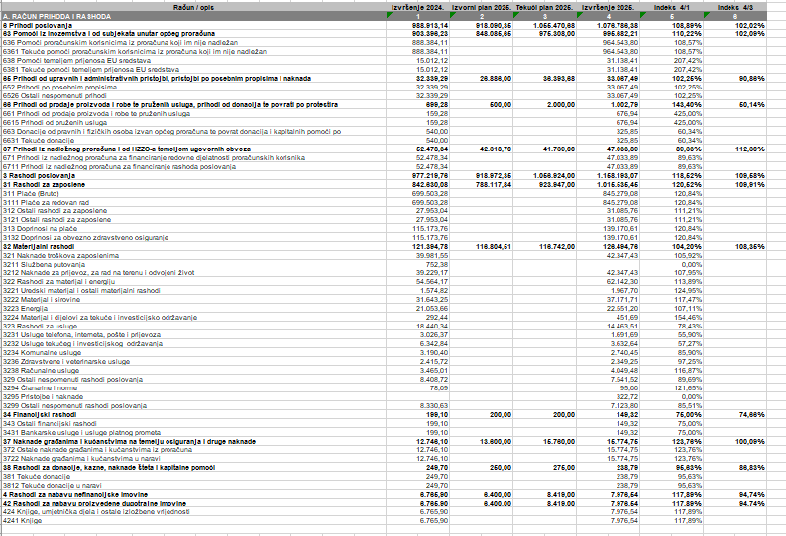 Račun / opis Izvršenje 2024. Izvorni plan 2025. Tekući plan 2025. Izvršenje 2025. Indeks 4/1 Indeks 4/3
A. RAČUN PRIHODA I RASHODA 1 2 3 4 5 6
6 Prihodi poslovanja 988.913,14 918.090,35 1.055.470,68 1.076.786,38 108,89% 102,02%
63 Pomoći iz inozemstva i od subjekata unutar općeg proračuna 903.396,23 848.085,65 975.308,00 995.682,21 110,22% 102,09%
636 Pomoći proračunskim korisnicima iz proračuna koji im nije nadležan 888.384,11 964.543,80 108,57%
6361 Tekuće pomoći proračunskim korisnicima iz proračuna koji im nije nadležan 888.384,11 964.543,80 108,57%
638 Pomoći temeljem prijenosa EU sredstava 15.012,12 31.138,41 207,42%
6381 Tekuće pomoći temeljem prijenosa EU sredstava 15.012,12 31.138,41 207,42%
65 Prihodi od upravnih i administrativnih pristojbi, pristojbi po posebnim propisima i naknada 32.339,29 26.886,00 36.393,68 33.067,49 102,25% 90,86%
652 Prihodi po posebnim propisima 32.339,29 33.067,49 102,25%
6526 Ostali nespomenuti prihodi 32.339,29 33.067,49 102,25%
66 Prihodi od prodaje proizvoda i robe te pruženih usluga, prihodi od donacija te povrati po protestira 699,28 500,00 2.000,00 1.002,79 143,40% 50,14%
661 Prihodi od prodaje proizvoda i robe te pruženih usluga 159,28 676,94 425,00%
6615 Prihodi od pruženih usluga 159,28 676,94 425,00%
663 Donacije od pravnih i fizičkih osoba izvan općeg proračuna te povrat donacija i kapitalnih pomoći po 540,00 325,85 60,34%
6631 Tekuće donacije 540,00 325,85 60,34%
67 Prihodi iz nadležnog proračuna i od HZZO-a temeljem ugovornih obveza 52.478,34 41.700,00 47.033,89
671 Prihodi iz nadležnog proračuna za financiranje redovne djelatnosti proračunskih korisnika 52.478,34 47.033,89 89,63%
6711 Prihodi iz nadležnog proračuna za financiranje rashoda poslovanja 52.478,34 47.033,89 89,63%
3 Rashodi poslovanja 977.219,76 918.972,35 1.056.924,00 1.158.193,07 118,52% 109,58%
31 Rashodi za zaposlene 842.630,08 788.117,84 923.947,00 1.015.535,45 120,52% 109,91%
311 Plaće (Bruto) 699.503,28 845.279,08 120,84%
3111 Plaće za redovan rad 699.503,28 845.279,08 120,84%
312 Ostali rashodi za zaposlene 27.953,04 31.085,76 111,21%
3121 Ostali rashodi za zaposlene 27.953,04 31.085,76 111,21%
313 Doprinosi na plaće 115.173,76 139.170,61 120,84%
3132 Doprinosi za obvezno zdravstveno osiguranje 115.173,76 139.170,61 120,84%
32 Materijalni rashodi 121.394,78 116.804,51 116.742,00 126.494,76 104,20% 108,35%
321 Naknade troškova zaposlenima 39.981,55 42.347,43 105,92%
3211 Službena putovanja 752,38 0,00%
3212 Naknade za prijevoz, za rad na terenu i odvojeni život 39.229,17 42.347,43 107,95%
322 Rashodi za materijal i energiju 54.564,17 62.142,30 113,89%
3221 Uredski materijal i ostali materijalni rashodi 1.574,82 1.967,70 124,95%
3222 Materijal i sirovine 31.643,25 37.171,71 117,47%
3223 Energija 21.053,66 22.551,20 107,11%
3224 Materijal i dijelovi za tekuće i investicijsko održavanje 292,44 451,69 154,46%
323 Rashodi za usluge 18.440,34 14.463,51 78,43%
3231 Usluge telefona, interneta, pošte i prijevoza 3.026,37 1.691,69 55,90%
3232 Usluge tekućeg i investicijskog održavanja 6.342,84 3.632,64 57,27%
3234 Komunalne usluge 3.190,40 2.740,45 85,90%
3236 Zdravstvene i veterinarske usluge 2.415,72 2.349,25 97,25%
3238 Računalne usluge 3.465,01 4.049,48 116,87%
329 Ostali nespomenuti rashodi poslovanja 8.408,72 7.541,52 89,69%
3294 Članarine i norme 78,09 95,00 121,65%
3295 Pristojbe i naknade 322,72 0,00%
3299 Ostali nespomenuti rashodi poslovanja 8.330,63 7.123,80 85,51%
34 Financijski rashodi 199,10 200,00 200,00 149,32 75,00% 74,66%
343 Ostali financijski rashodi 199,10 149,32 75,00%
3431 Bankarske usluge i usluge platnog prometa 199,10 149,32 75,00%
37 Naknade građanima i kućanstvima na temelju osiguranja i druge naknade 12.746,10 13.600,00 15.760,00 15.774,75 123,76% 100,09%
372 Ostale naknade građanima i kućanstvima iz proračuna 12.746,10 15.774,75 123,76%
3722 Naknade građanima i kućanstvima u naravi 12.746,10 15.774,75 123,76%
38 Rashodi za donacije, kazne, naknade šteta i kapitalne pomoći 249,70 250,00 275,00 238,79 95,63% 86,83%
381 Tekuće donacije 249,70 238,79 95,63%
3812 Tekuće donacije u naravi 249,70 238,79 95,63%
4 Rashodi za nabavu nefinancijske imovine 6.765,90 6.400,00 8.419,00 7.976,54 117,89% 94,74%
42 Rashodi za nabavu proizvedene dugotrajne imovine 6.765,90 6.400,00 8.419,00 7.976,54 117,89% 94,74%
424 Knjige, umjetnička djela i ostale izložbene vrijednosti 6.765,90 7.976,54 117,89%
4241 Knjige 6.765,90 7.976,54 117,89%